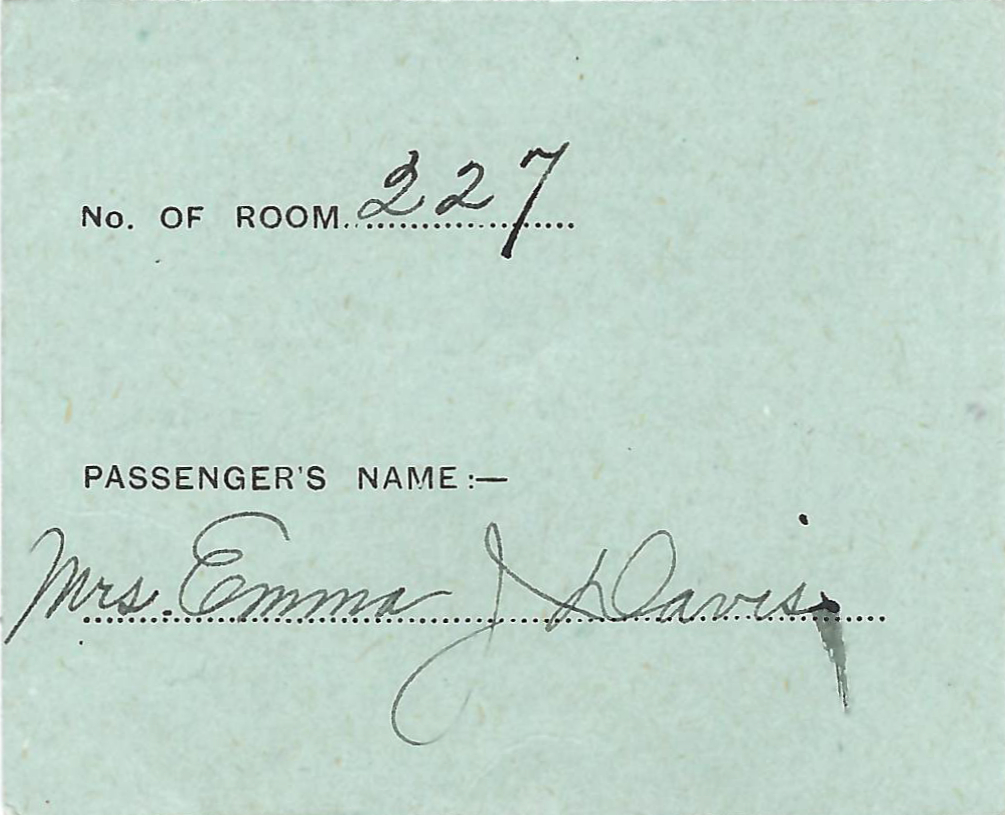 No. OF ROOM 227
PASSENGER'S NAME:—
Mrs. Emma J Davis